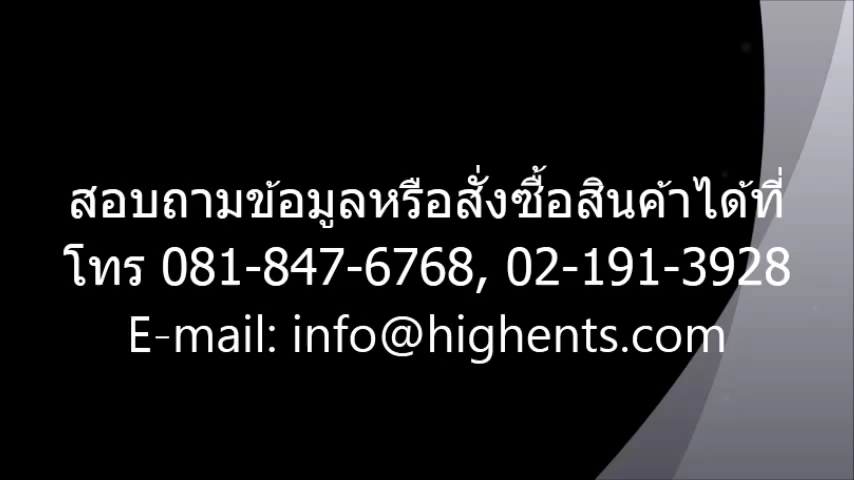 สอบถามข้อมูลหรือสั่งซื้อสินค้าได้ที่
โทร 081-847-6768, 02-191-3928
E-mail: info@highents.com